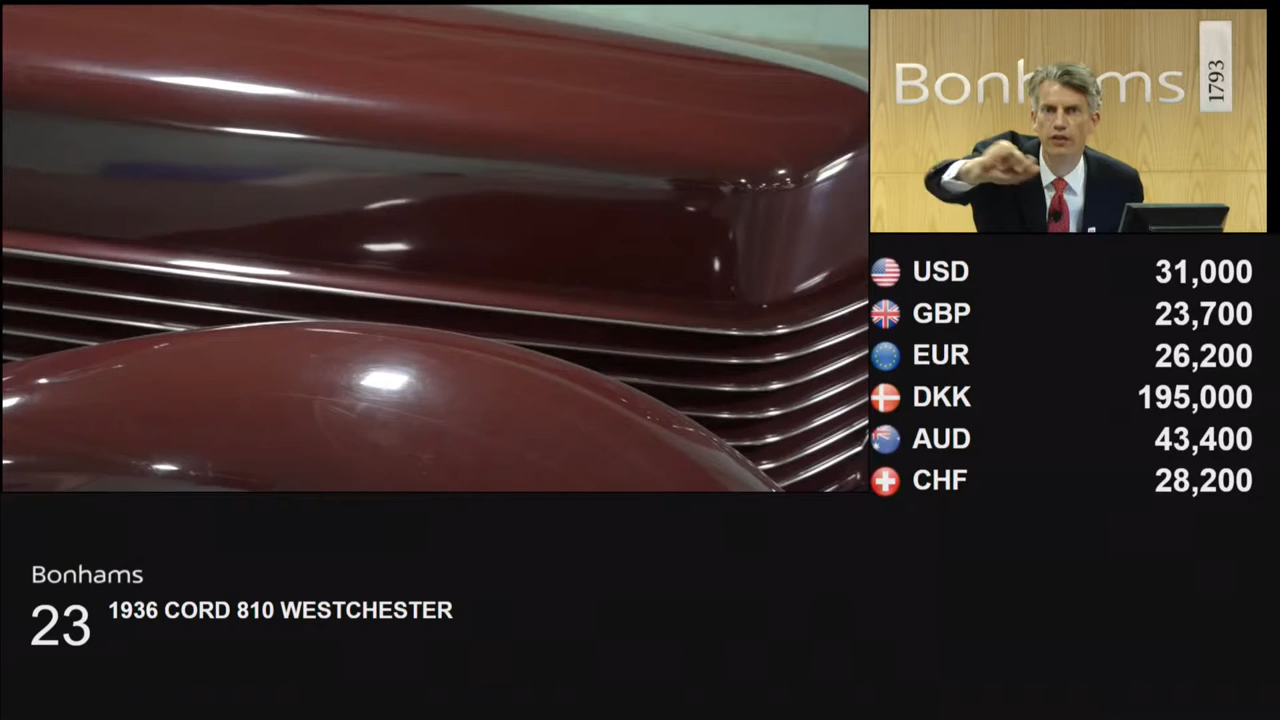 Bonhams
1793
USD 31,000
GBP 23,700
EUR 26,200
DKK 195,000
AUD 43,400
CHF 28,200
Bonhams
23 1936 CORD 810 WESTCHESTER